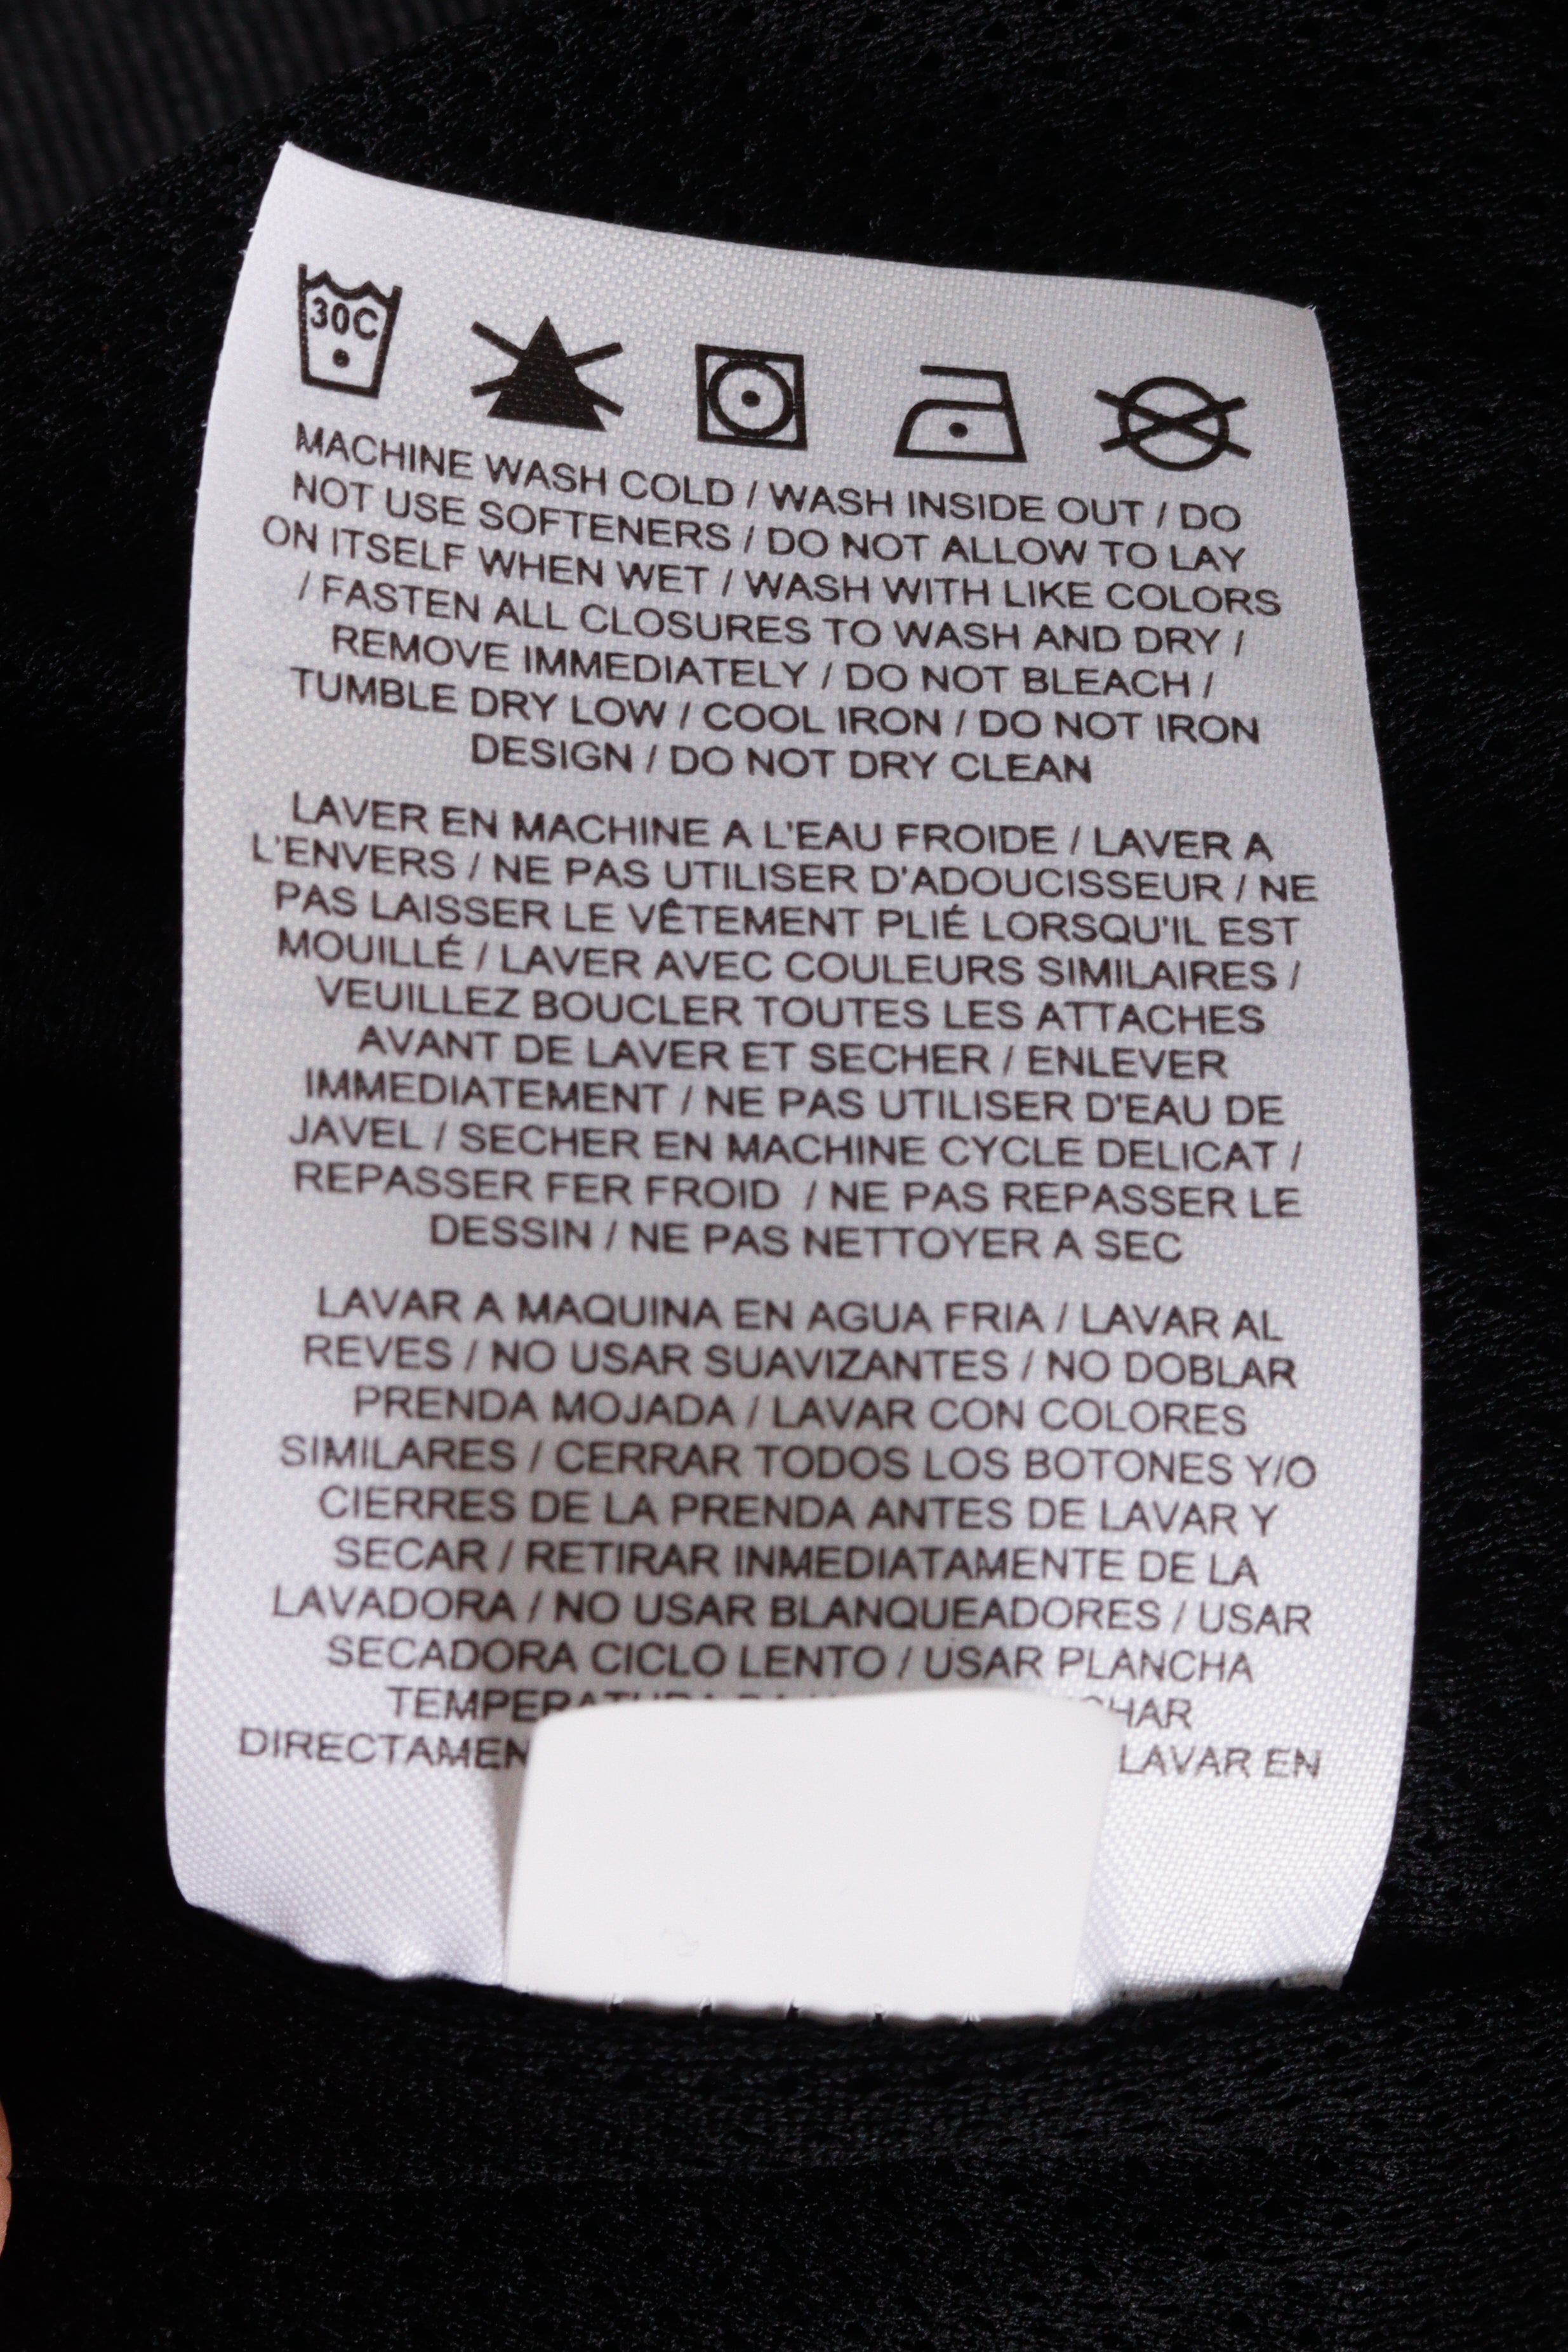 30C
MACHINE WASH COLD / WASH INSIDE OUT / DO
NOT USE SOFTENERS / DO NOT ALLOW TO LAY
ON ITSELF WHEN WET / WASH WITH LIKE COLORS
/ FASTEN ALL CLOSURES TO WASH AND DRY /
REMOVE IMMEDIATELY / DO NOT BLEACH /
TUMBLE DRY LOW / COOL IRON / DO NOT IRON
DESIGN / DO NOT DRY CLEAN
LAVER EN MACHINE A L'EAU FROIDE / LAVER A
L'ENVERS / NE PAS UTILISER D'ADOUCISSEUR / NE
PAS LAISSER LE VÊTEMENT PLIÉ LORSQU'IL EST
MOUILLÉ / LAVER AVEC COULEURS SIMILAIRES /
VEUILLEZ BOUCLER TOUTES LES ATTACHES
AVANT DE LAVER ET SECHER / ENLEVER
IMMEDIATEMENT / NE PAS UTILISER D'EAU DE
JAVEL / SECHER EN MACHINE CYCLE DELICAT /
REPASSER FER FROID / NE PAS REPASSER LE
DESSIN / NE PAS NETTOYER A SEC
LAVAR A MAQUINA EN AGUA FRIA / LAVAR AL
REVES / NO USAR SUAVIZANTES / NO DOBLAR
PRENDA MOJADA / LAVAR CON COLORES
SIMILARES / CERRAR TODOS LOS BOTONES Y/O
CIERRES DE LA PRENDA ANTES DE LAVAR Y
SECAR / RETIRAR INMEDIATAMENTE DE LA
LAVADORA / NO USAR BLANQUEADORES / USAR
SECADORA CICLO LENTO / USAR PLANCHA
TEMPERATURA
LAVAR EN